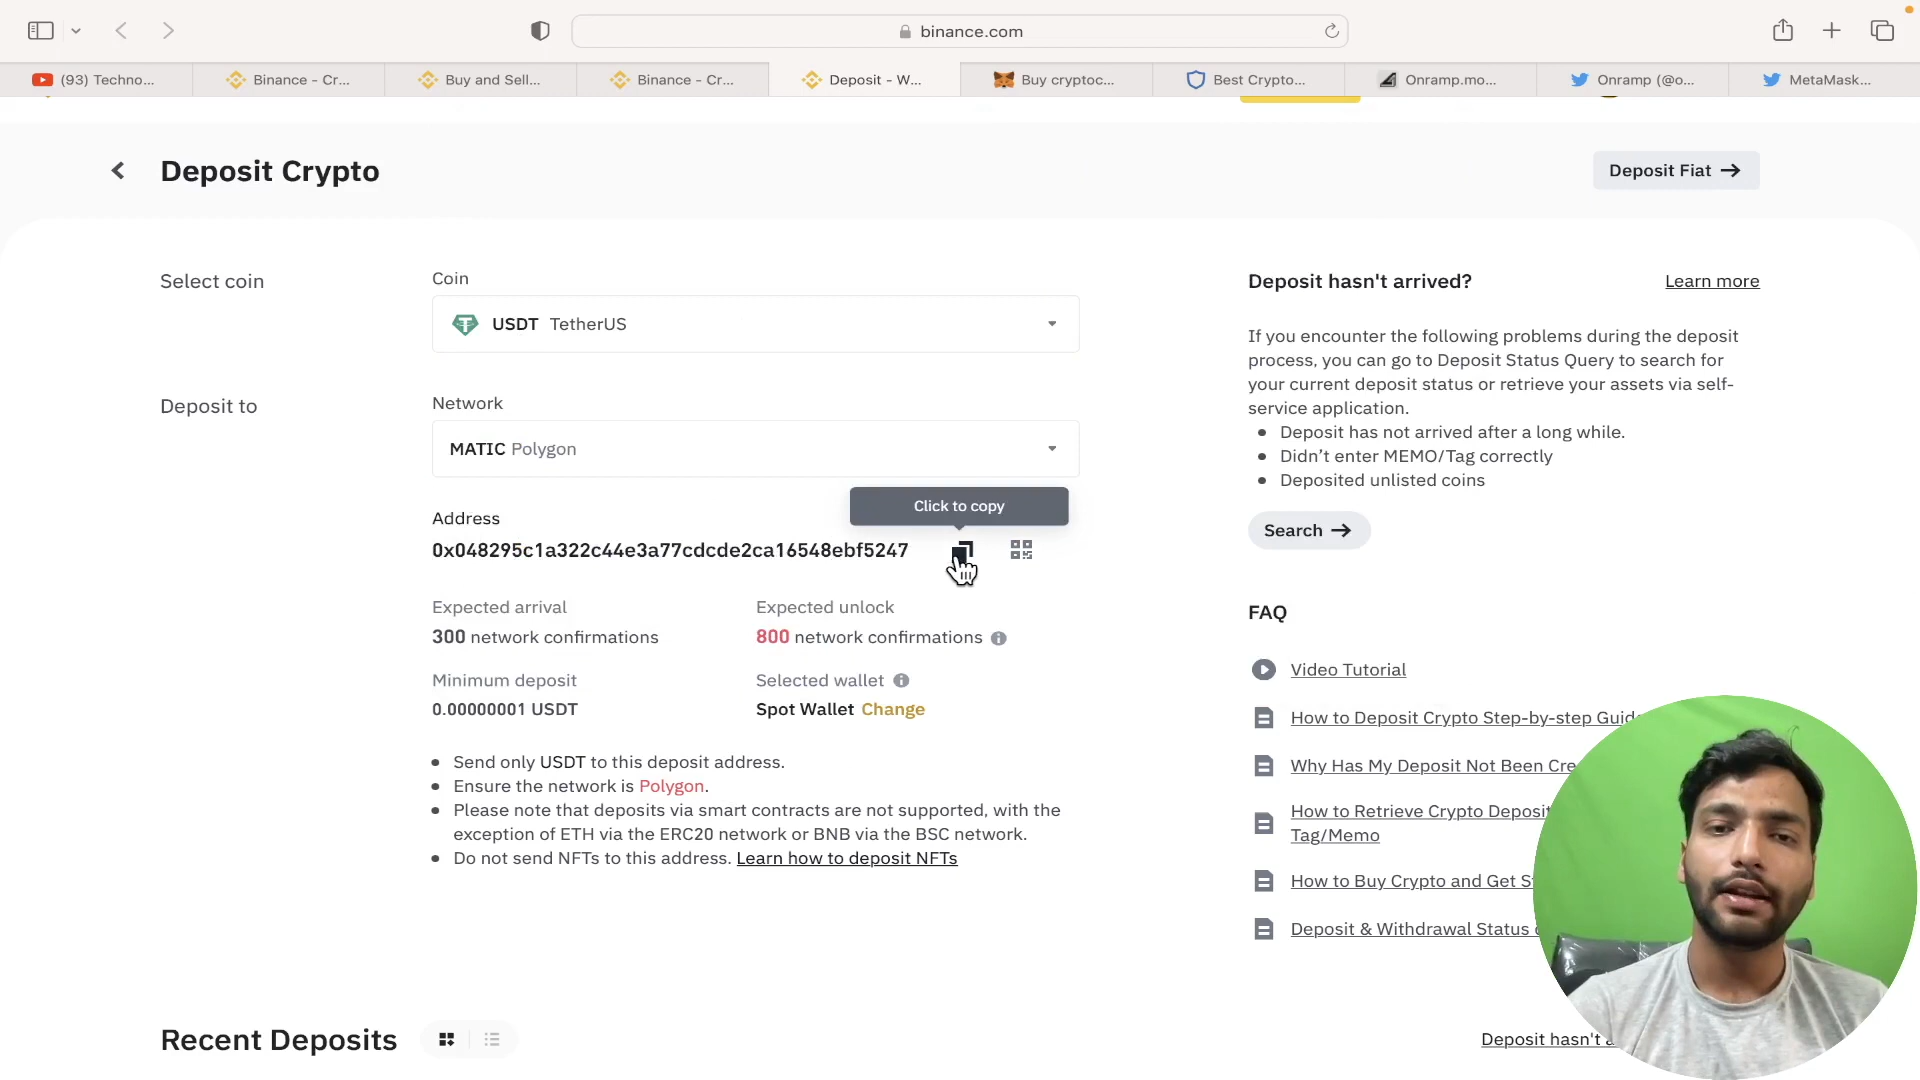 binance.com
(93) Techno...
Binance - Cr...
Buy and Sell...
Binance - Cr...
Deposit - W...
Buy cryptoc...
Best Crypto...
Onramp.mo...
Onramp (@o...
MetaMask...
Deposit Crypto
Deposit Fiat
Select coin
Coin
USDT TetherUS
Deposit to
Network
MATIC Polygon
Click to copy
Address
0x048295c1a322c44e3a77cdcde2ca16548ebf5247
Expected arrival
300 network confirmations
Expected unlock
800 network confirmations
Minimum deposit
0.00000001 USDT
Selected wallet
Spot Wallet Change
Send only USDT to this deposit address.
Ensure the network is Polygon.
Please note that deposits via smart contracts are not supported, with the
exception of ETH via the ERC20 network or BNB via the BSC network.
Do not send NFTs to this address. Learn how to deposit NFTs
Deposit hasn't arrived?
Learn more
If you encounter the following problems during the deposit
process, you can go to Deposit Status Query to search for
your current deposit status or retrieve your assets via self-
service application.
Deposit has not arrived after a long while.
Didn’t enter MEMO/Tag correctly
Deposited unlisted coins
Search
FAQ
Video Tutorial
How to Deposit Crypto Step-by-step Guid
Why Has My Deposit Not Been Cre
How to Retrieve Crypto Deposit
Tag/Memo
How to Buy Crypto and Get S
Deposit & Withdrawal Status
Recent Deposits
Deposit hasn't a